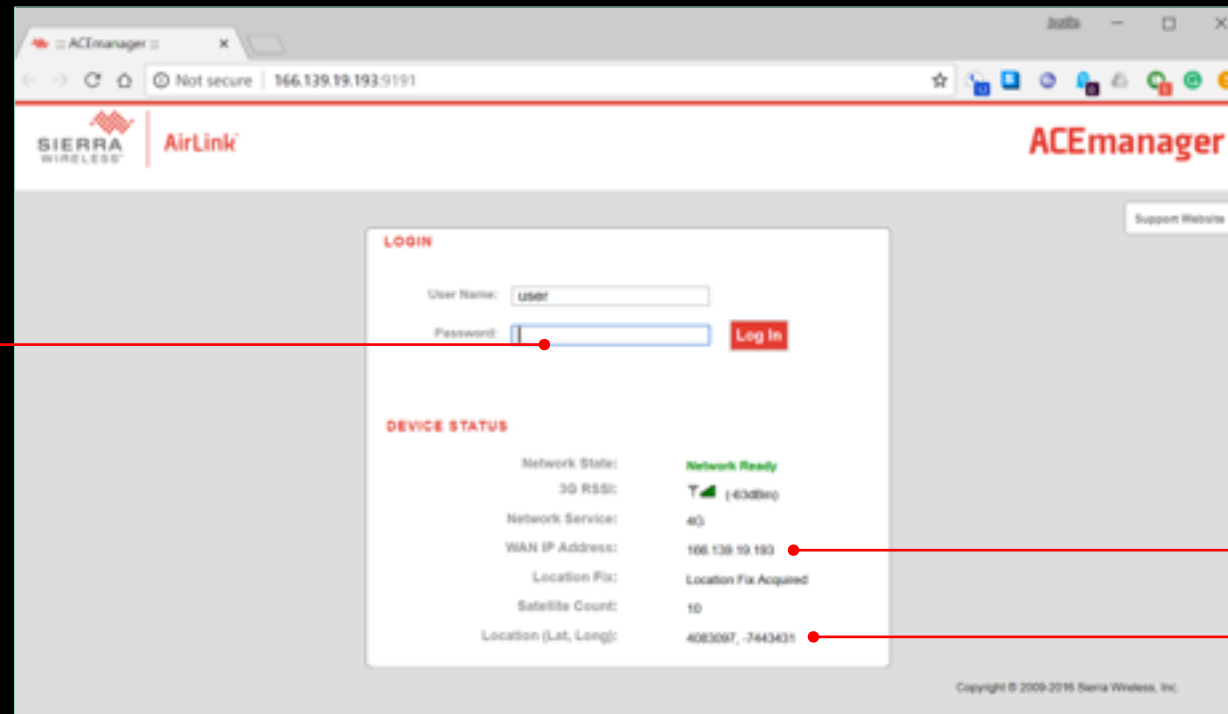 :: ACEmanager ::
Not secure | 166.139.19.193:9191
SIERRA
WIRELESS
AirLink
ACEmanager
Support Website
LOGIN
User Name: user
Password:
Log In
DEVICE STATUS
Network State: Network Ready
3G RSSI: (-63dBm)
Network Service: 4G
WAN IP Address: 166.139.19.193
Location Fix: Location Fix Acquired
Satellite Count: 10
Location (Lat, Long): 4083097, -7443431
Copyright © 2009-2016 Sierra Wireless, Inc.